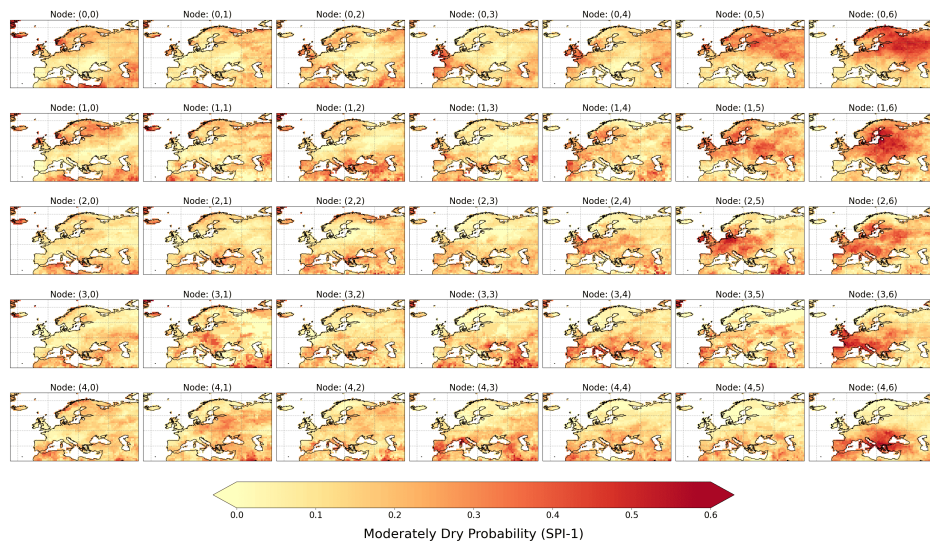 Node: (0,0) Node: (0,1) Node: (0,2) Node: (0,3) Node: (0,4) Node: (0,5) Node: (0,6)
Node: (1,0) Node: (1,1) Node: (1,2) Node: (1,3) Node: (1,4) Node: (1,5) Node: (1,6)
Node: (2,0) Node: (2,1) Node: (2,2) Node: (2,3) Node: (2,4) Node: (2,5) Node: (2,6)
Node: (3,0) Node: (3,1) Node: (3,2) Node: (3,3) Node: (3,4) Node: (3,5) Node: (3,6)
Node: (4,0) Node: (4,1) Node: (4,2) Node: (4,3) Node: (4,4) Node: (4,5) Node: (4,6)
0.0 0.1 0.2 0.3 0.4 0.5 0.6
Moderately Dry Probability (SPI-1)